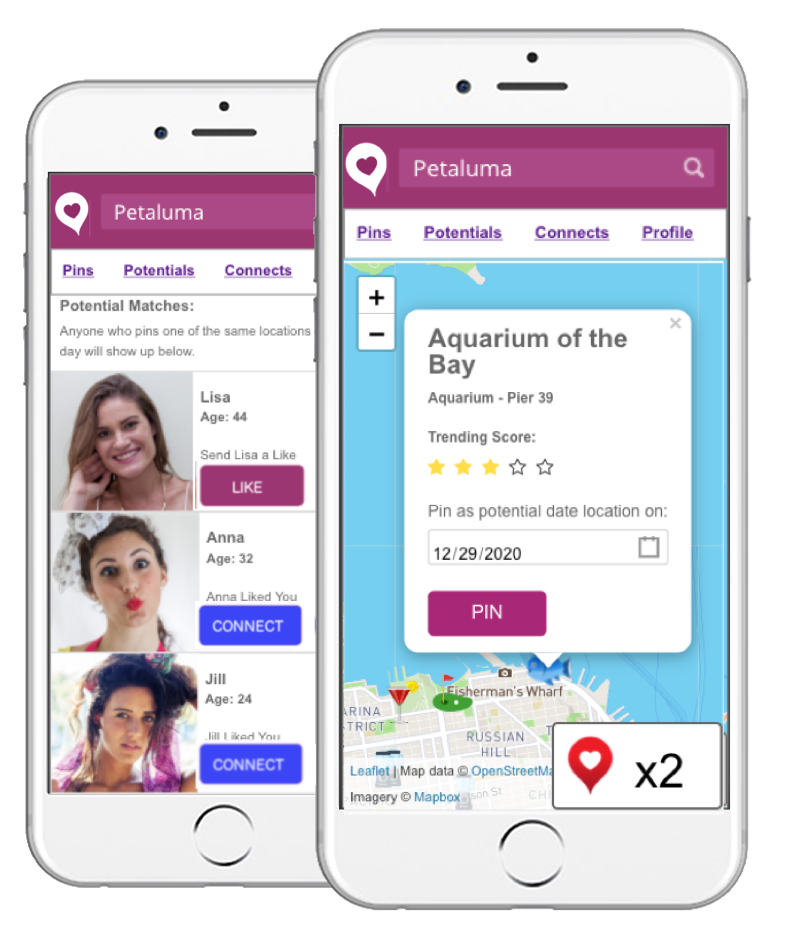 Petaluma
Pins Potentials Connects
Potential Matches:
Anyone who pins one of the same locations
day will show up below.
Lisa
Age: 44
Send Lisa a Like
LIKE
Anna
Age: 32
Anna Liked You
CONNECT
Jill
Age: 24
Jill Liked You
CONNECT
Petaluma
Pins Potentials Connects Profile
+
−
×
Aquarium of the
Bay
Aquarium - Pier 39
Trending Score:
Pin as potential date location on:
12/29/2020
PIN
Fisherman's Wharf
ARINA
TRICT
RUSSIAN
HILL
Leaflet | Map data © OpenStreetMa
Imagery © Mapbox
son St
CHI
x2